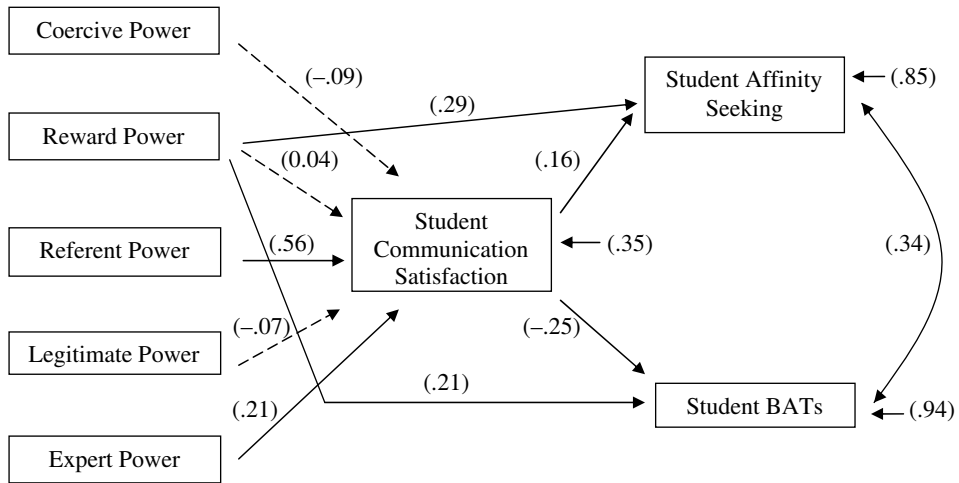 Coercive Power
(–.09)
Student Affinity
Seeking
(.85)
(.29)
Reward Power
(0.04)
(.16)
Student
Communication
Satisfaction
Referent Power
(.56)
(.35)
(.34)
(–.07)
(–.25)
Legitimate Power
(.21)
(.21)
Student BATs
(.94)
Expert Power